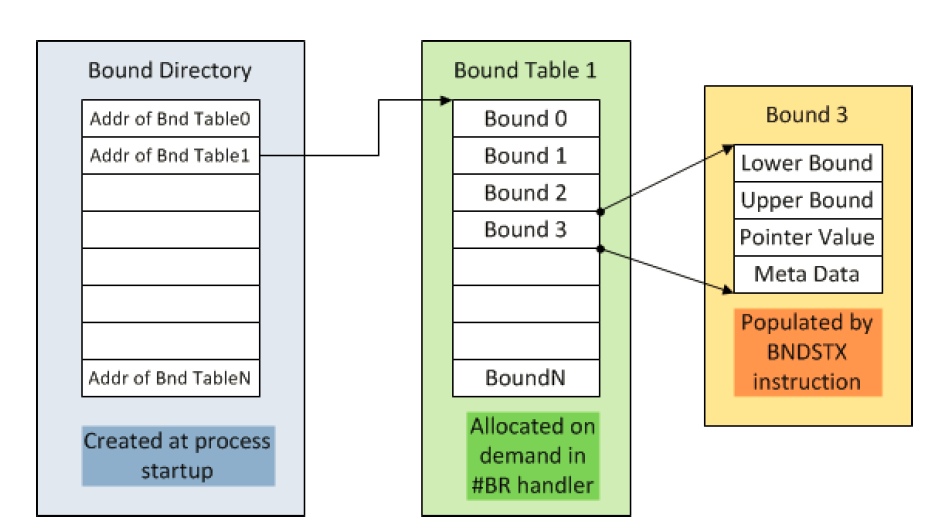 Bound Directory
Addr of Bnd Table0
Addr of Bnd Table1
Addr of Bnd TableN
Created at process
startup
Bound Table 1
Bound 0
Bound 1
Bound 2
Bound 3
BoundN
Allocated on
demand in
#BR handler
Bound 3
Lower Bound
Upper Bound
Pointer Value
Meta Data
Populated by
BNDSTX
instruction